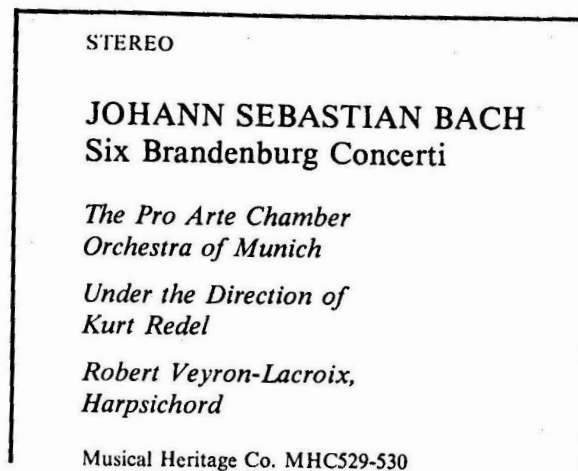 STEREO
JOHANN SEBASTIAN BACH
Six Brandenburg Concerti
The Pro Arte Chamber
Orchestra of Munich
Under the Direction of
Kurt Redel
Robert Veyron-Lacroix,
Harpsichord
Musical Heritage Co. MHC529-530